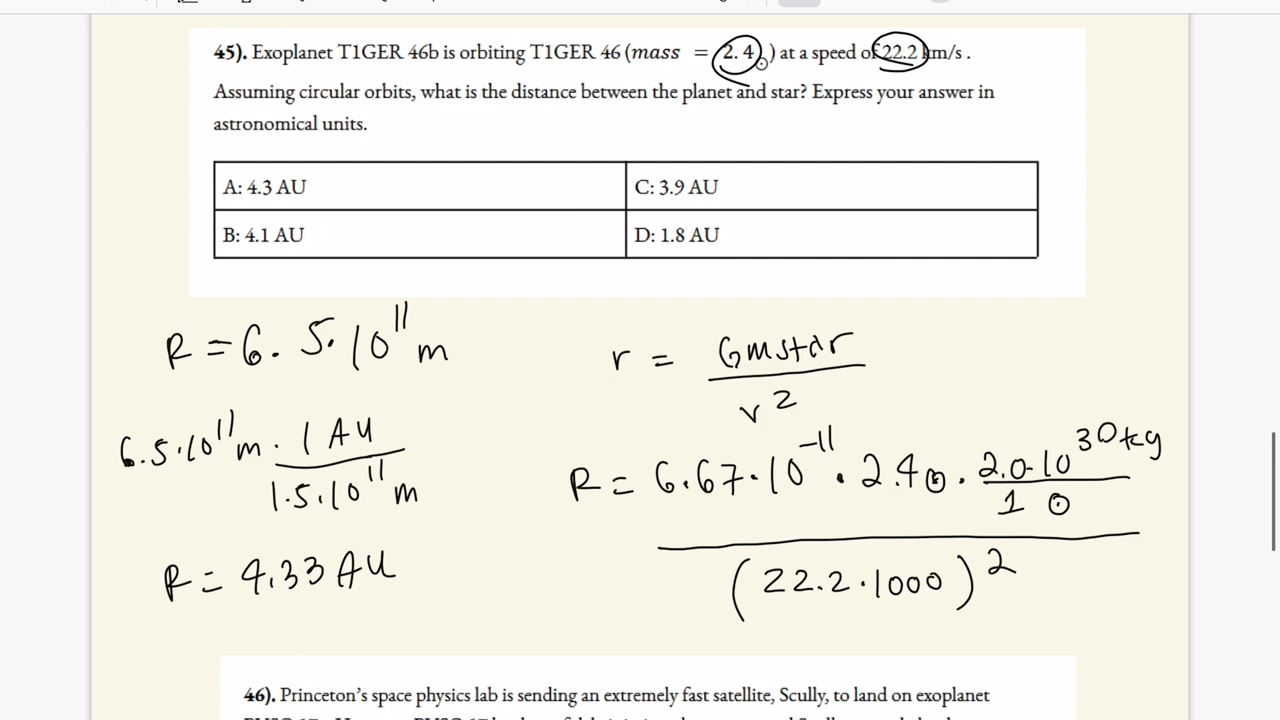 45). Exoplanet T1GER 46b is orbiting T1GER 46 (mass = 2.4⊙) at a speed of 22.2 km/s.
Assuming circular orbits, what is the distance between the planet and star? Express your answer in
astronomical units.
A: 4.3 AU
C: 3.9 AU
B: 4.1 AU
D: 1.8 AU
R = 6.5·10^11 m
6.5·10^11 m · 1 AU / 1.5·10^11 m
R = 4.33 AU
r = Gmstar / v^2
R = 6.67·10^-11 · 2.4⊙ · 2.0·10^30 kg / 1⊙
(22.2·1000)^2
46). Princeton's space physics lab is sending an extremely fast satellite, Scully, to land on exoplanet